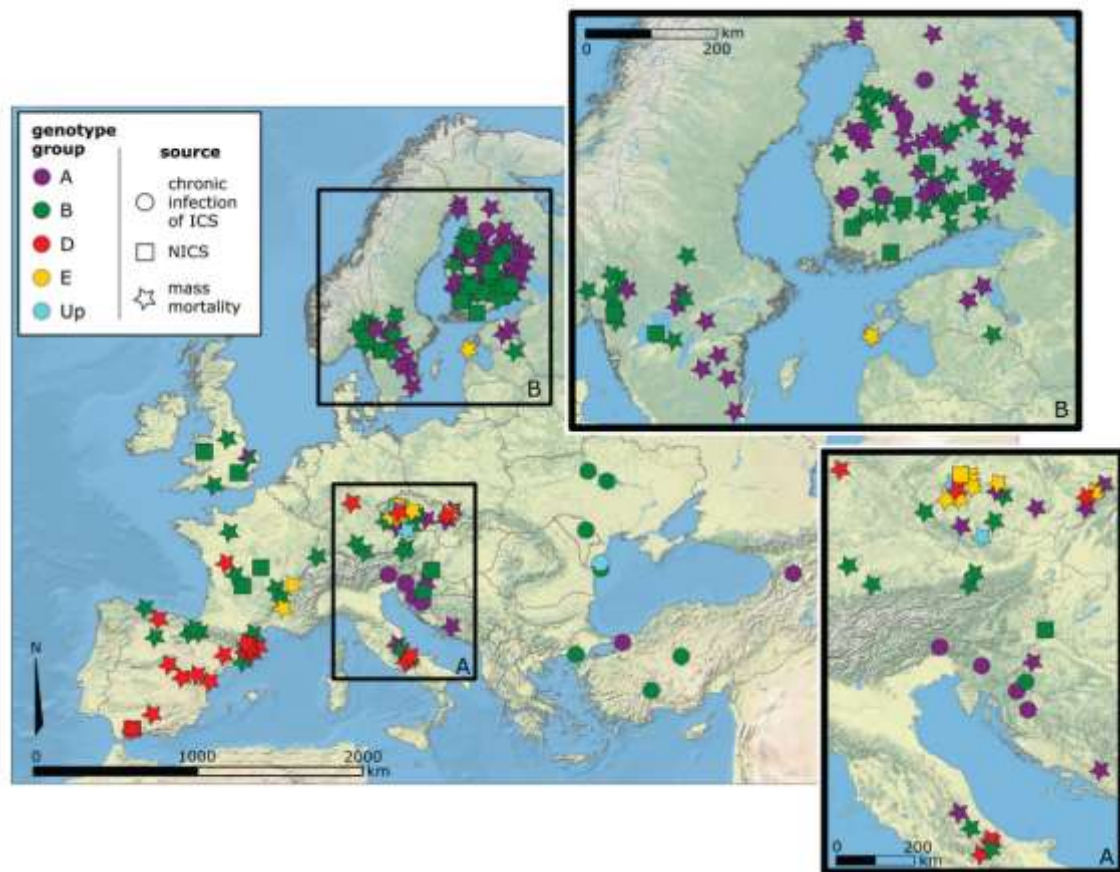 genotype
group
A
B
D
E
Up
source
chronic
infection
of ICS
NICS
mass
mortality
B
A
N
0 1000 2000
km
km
0 200
B
0 200
km
A